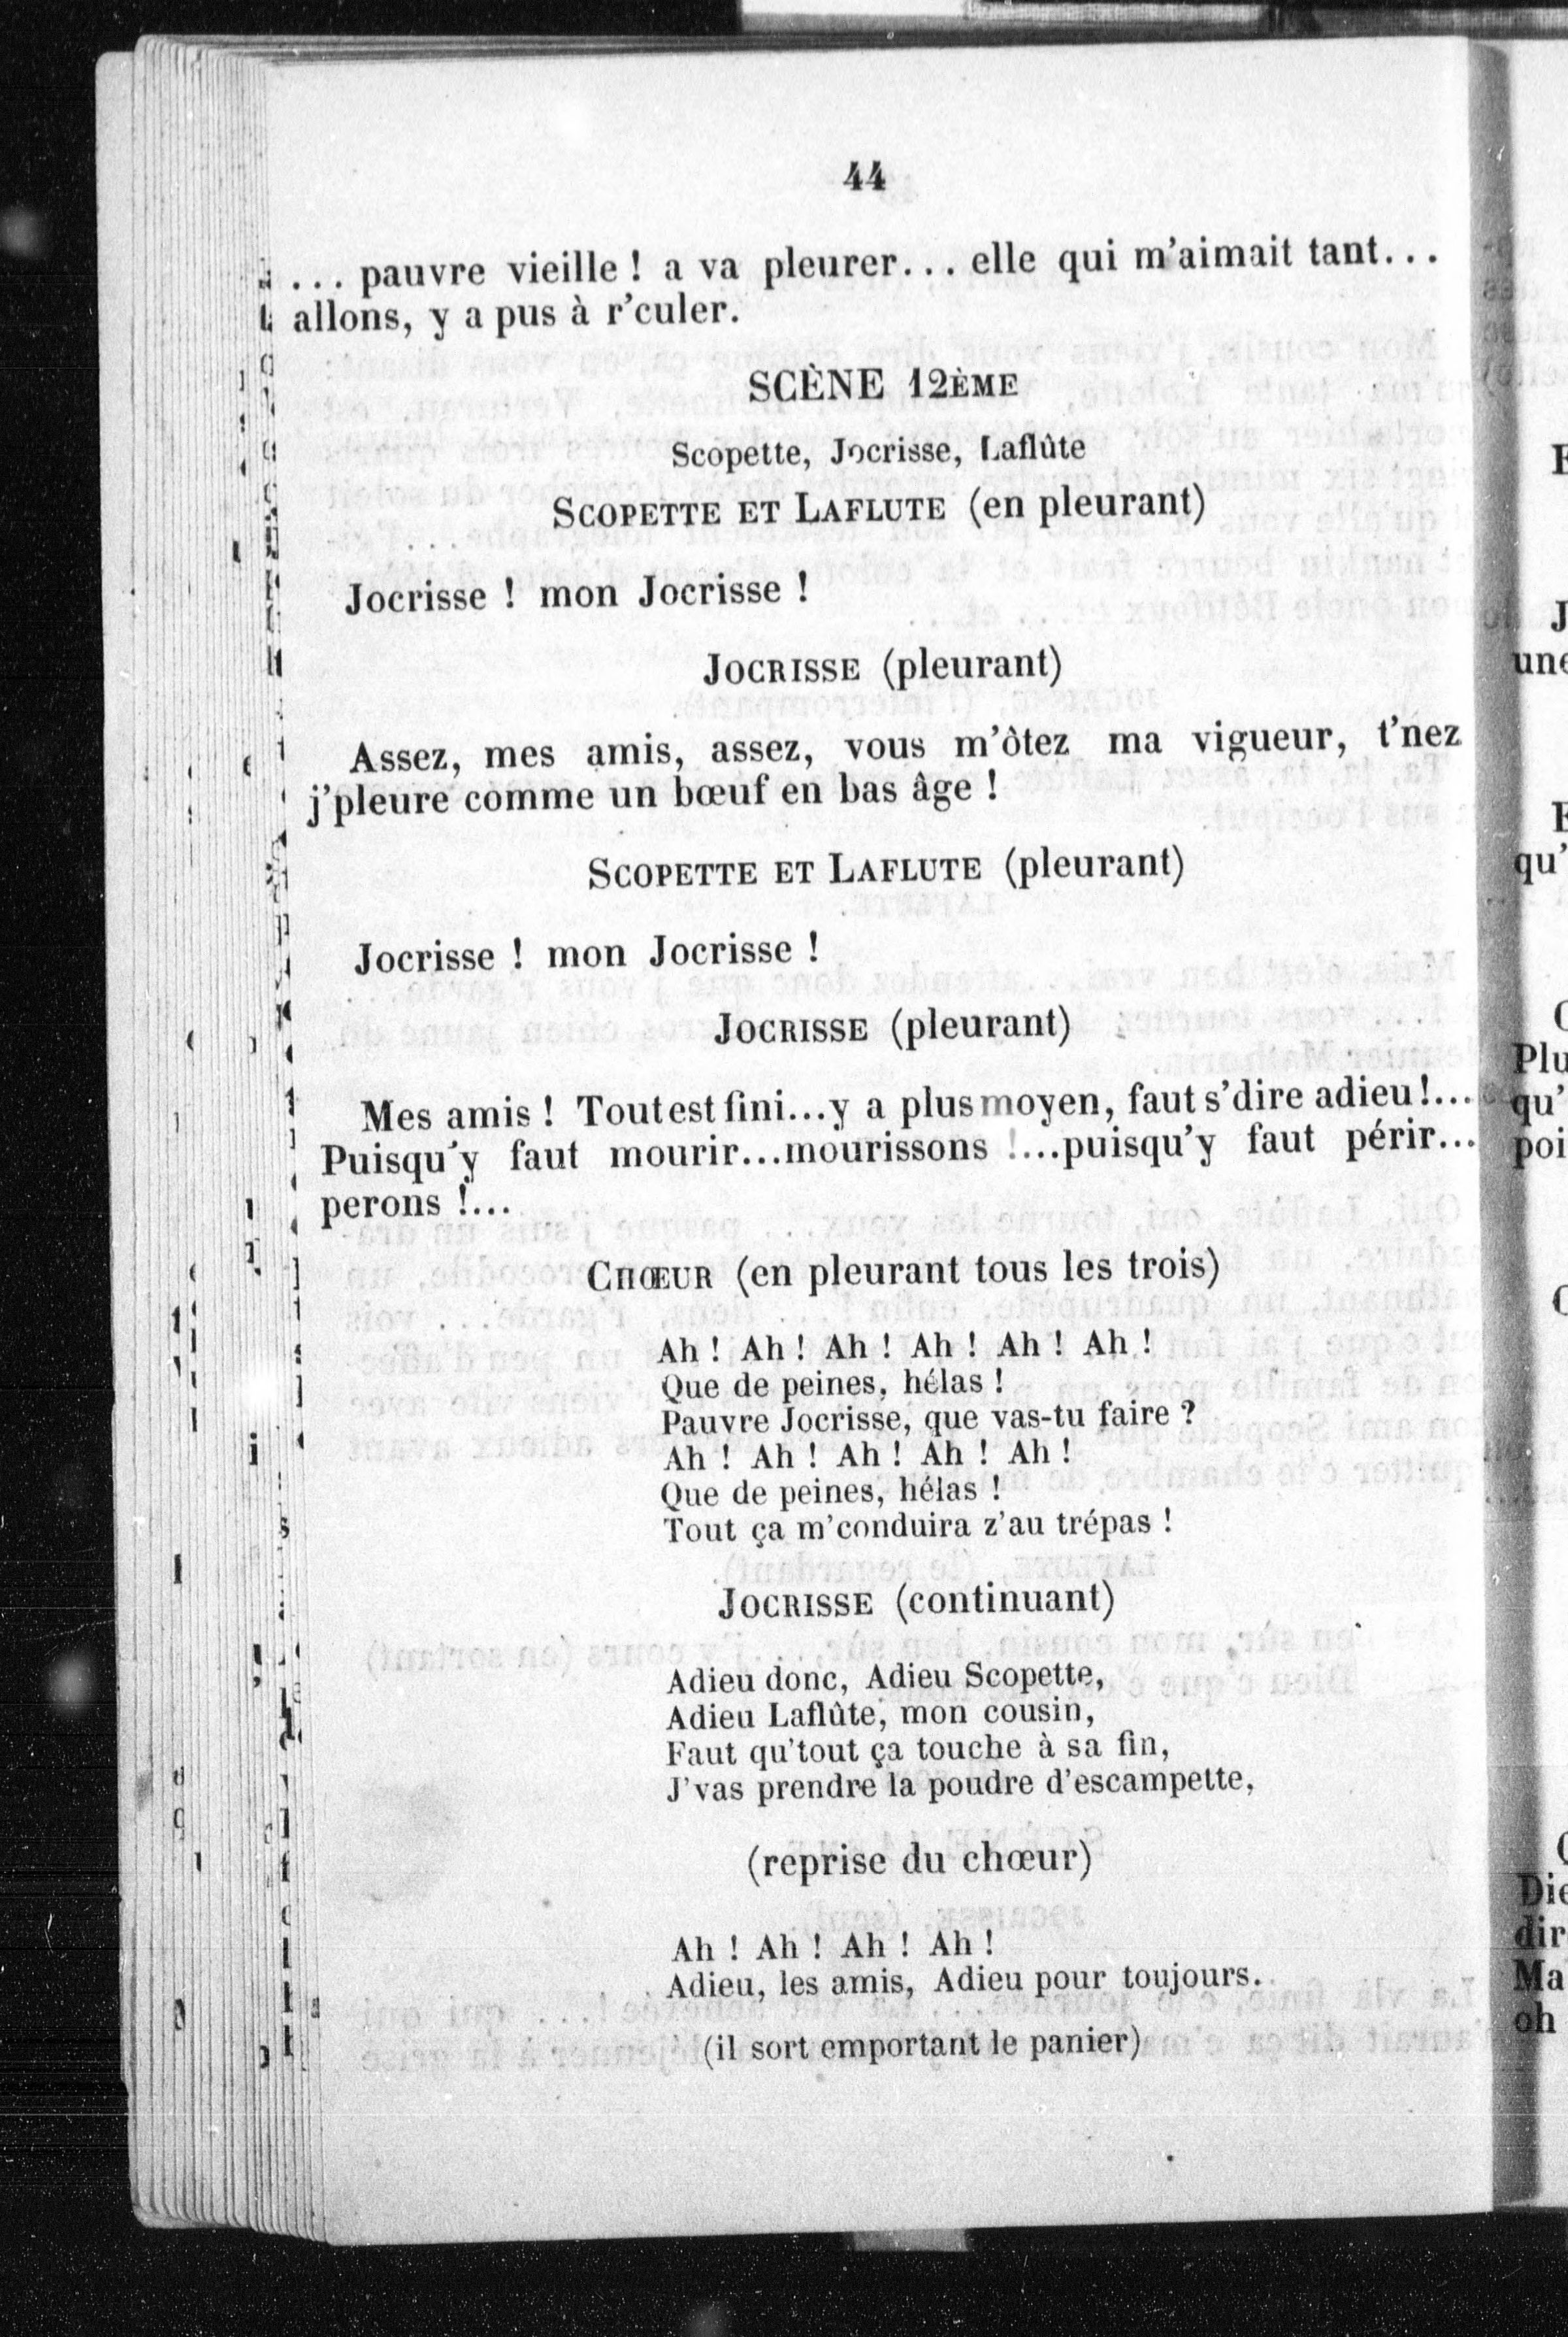 44
... pauvre vieille ! a va pleurer... elle qui m'aimait tant...
allons, y a pus à r'culer.
SCÈNE 12ÈME
Scopette, Jocrisse, Laflûte
SCOPETTE ET LAFLUTE (en pleurant)
Jocrisse ! mon Jocrisse !
JOCRISSE (pleurant)
Assez, mes amis, assez, vous m'ôtez ma vigueur, t'nez
j'pleure comme un bœuf en bas âge !
SCOPETTE ET LAFLUTE (pleurant)
Jocrisse ! mon Jocrisse !
JOCRISSE (pleurant)
Mes amis ! Tout est fini...y a plus moyen, faut s'dire adieu !...
Puisqu'y faut mourir...mourissons !...puisqu'y faut périr...
perons !...
CHŒUR (en pleurant tous les trois)
Ah ! Ah ! Ah ! Ah ! Ah ! Ah !
Que de peines, hélas !
Pauvre Jocrisse, que vas-tu faire ?
Ah ! Ah ! Ah ! Ah ! Ah !
Que de peines, hélas !
Tout ça m'conduira z'au trépas !
JOCRISSE (continuant)
Adieu donc, Adieu Scopette,
Adieu Laflûte, mon cousin,
Faut qu'tout ça touche à sa fin,
J'vas prendre la poudre d'escampette,
(reprise du chœur)
Ah ! Ah ! Ah ! Ah !
Adieu, les amis, Adieu pour toujours.
(il sort emportant le panier)